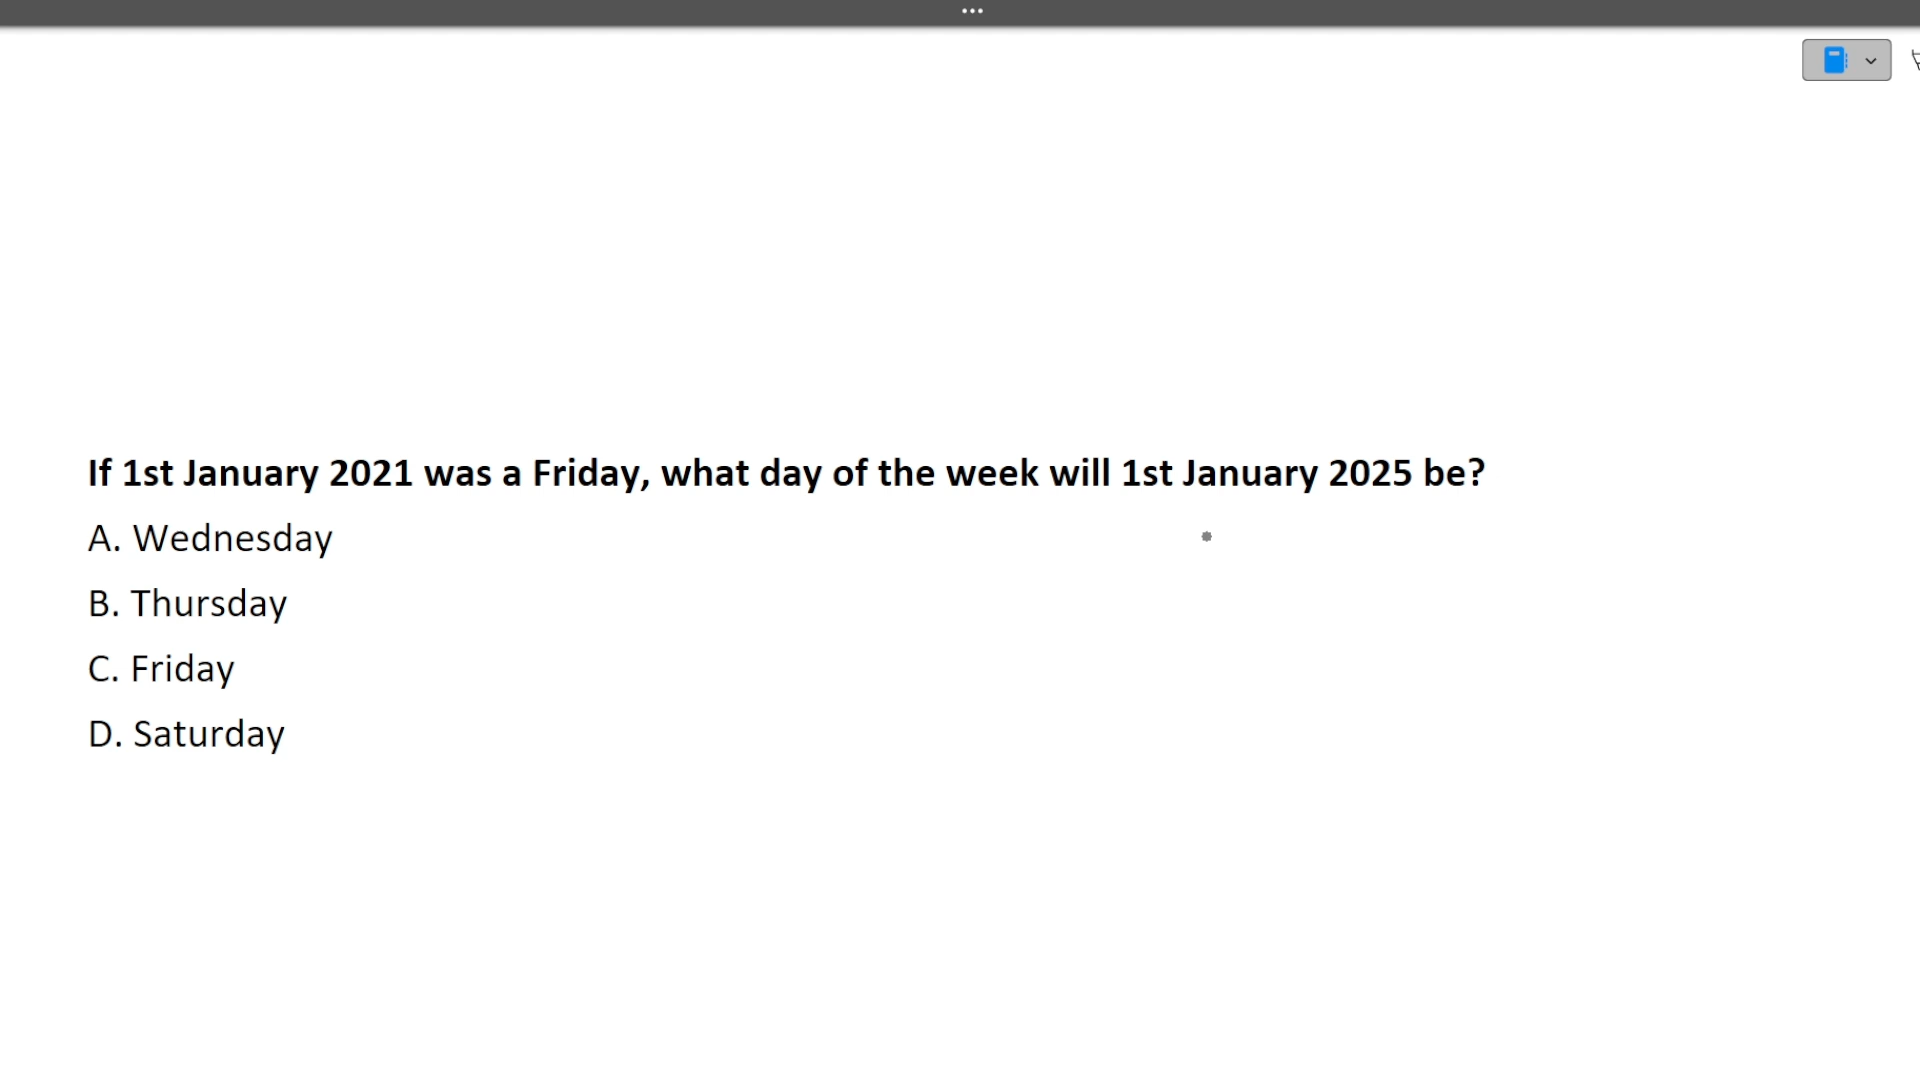 If 1st January 2021 was a Friday, what day of the week will 1st January 2025 be?
A. Wednesday
B. Thursday
C. Friday
D. Saturday